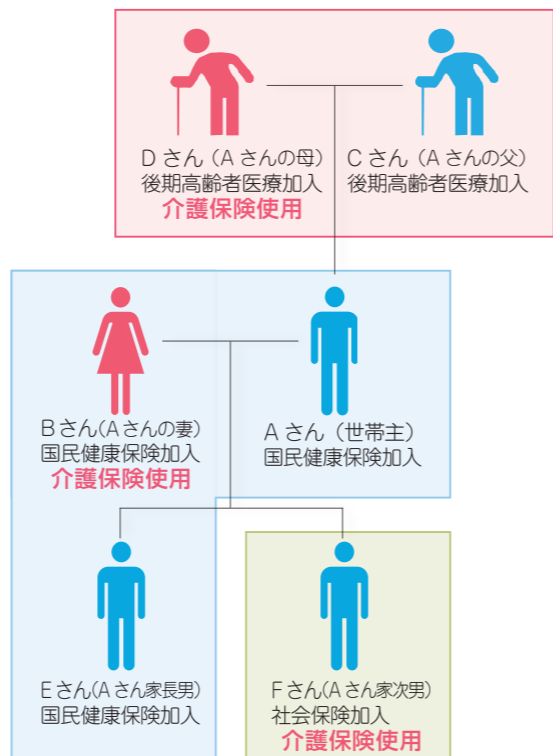 Dさん（Aさんの母）
後期高齢者医療加入
介護保険使用
Cさん（Aさんの父）
後期高齢者医療加入
Bさん(Aさんの妻)
国民健康保険加入
介護保険使用
Aさん（世帯主）
国民健康保険加入
Eさん(Aさん家長男)
国民健康保険加入
Fさん(Aさん家次男)
社会保険加入
介護保険使用